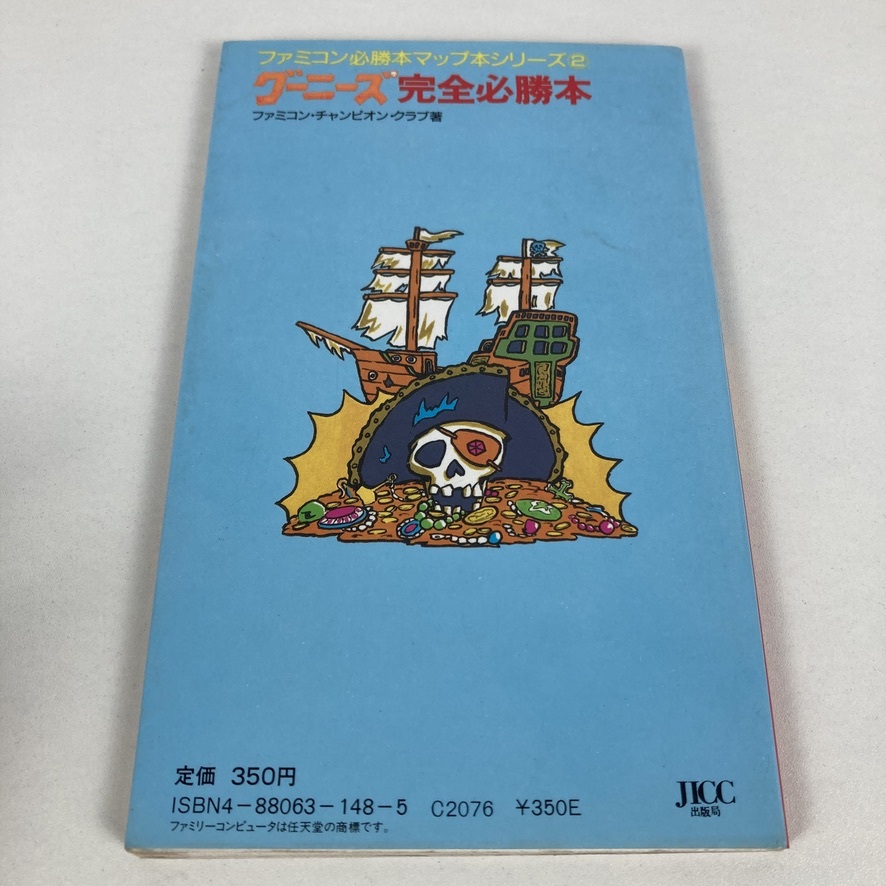 ファミコン必勝本マップ本シリーズ②
グーニーズ 完全必勝本
ファミコン・チャンピオン・クラブ著
定価 350円
ISBN4-88063-148-5 C2076 ¥350E
ファミリーコンピュータは任天堂の商標です。
JICC
出版局